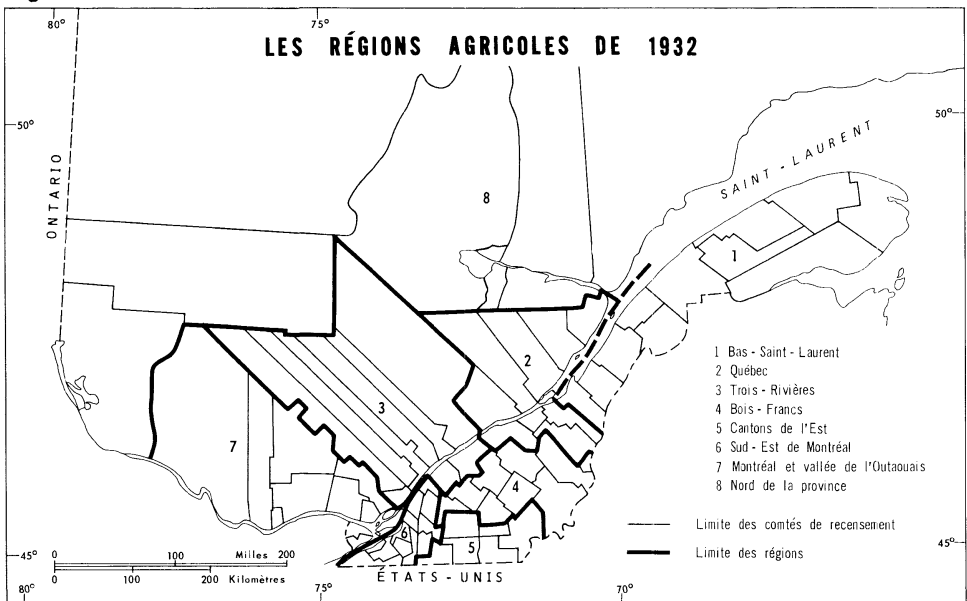 80°
75°
LES RÉGIONS AGRICOLES DE 1932
50°
50°
ONTARIO
8
SAINT-LAURENT
1
2
3
7
4
6
5
1 Bas-Saint-Laurent
2 Québec
3 Trois-Rivières
4 Bois-Francs
5 Cantons de l'Est
6 Sud-Est de Montréal
7 Montréal et vallée de l'Outaouais
8 Nord de la province
Limite des comtés de recensement
Limite des régions
45°
45°
0 100 Milles 200
0 100 200 Kilomètres
ÉTATS-UNIS
80°
75°
70°